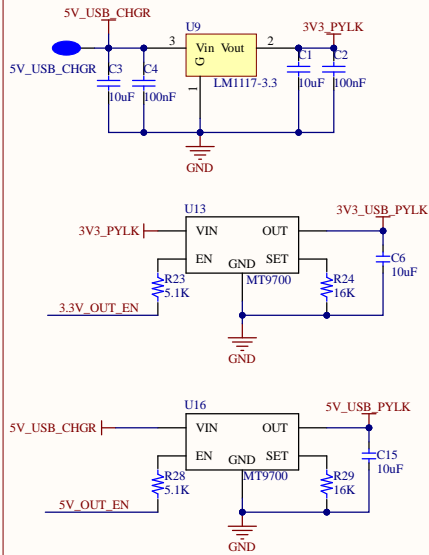 5V_USB_CHGR
U9
3V3_PYLK
3
Vin Vout
2
G
1
5V_USB_CHGR
C3
10uF
C4
100nF
LM1117-3.3
C1
10uF
C2
100nF
GND
U13
3V3_USB_PYLK
3V3_PYLK
VIN
OUT
EN
GND
SET
MT9700
R23
5.1K
R24
16K
C6
10uF
3.3V_OUT_EN
GND
U16
5V_USB_PYLK
5V_USB_CHGR
VIN
OUT
EN
GND
SET
MT9700
R28
5.1K
R29
16K
C15
10uF
5V_OUT_EN
GND